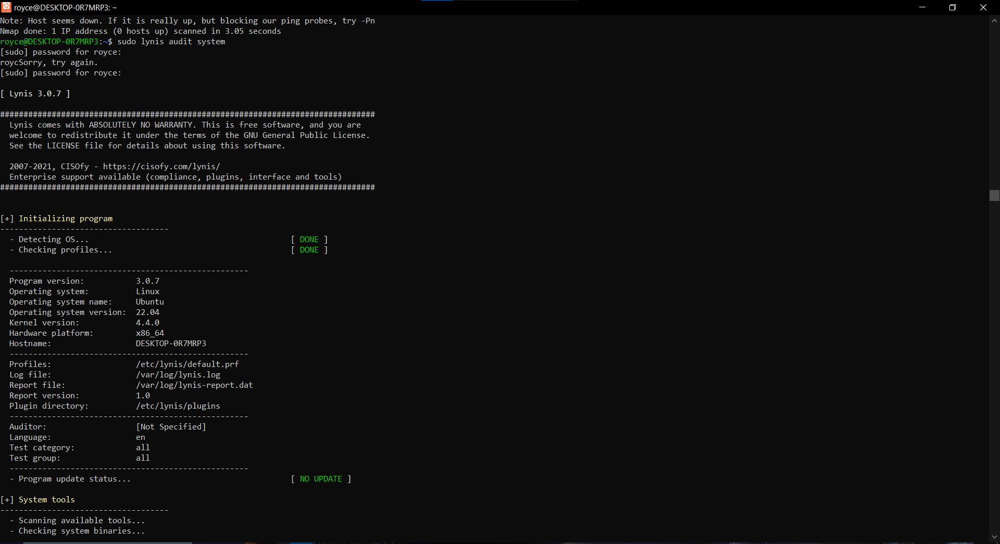 royce@DESKTOP-0R7MRP3: ~
Note: Host seems down. If it is really up, but blocking our ping probes, try -Pn
Nmap done: 1 IP address (0 hosts up) scanned in 3.05 seconds
royce@DESKTOP-0R7MRP3:~$ sudo lynis audit system
[sudo] password for royce:
roycSorry, try again.
[sudo] password for royce:
[ Lynis 3.0.7 ]
################################################################################
Lynis comes with ABSOLUTELY NO WARRANTY. This is free software, and you are
welcome to redistribute it under the terms of the GNU General Public License.
See the LICENSE file for details about using this software.
2007-2021, CISOfy - https://cisofy.com/lynis/
Enterprise support available (compliance, plugins, interface and tools)
################################################################################
[+] Initializing program
------------------------------------
- Detecting OS... [ DONE ]
- Checking profiles... [ DONE ]
---------------------------------------------------
Program version: 3.0.7
Operating system: Linux
Operating system name: Ubuntu
Operating system version: 22.04
Kernel version: 4.4.0
Hardware platform: x86_64
Hostname: DESKTOP-0R7MRP3
---------------------------------------------------
Profiles: /etc/lynis/default.prf
Log file: /var/log/lynis.log
Report file: /var/log/lynis-report.dat
Report version: 1.0
Plugin directory: /etc/lynis/plugins
---------------------------------------------------
Auditor: [Not Specified]
Language: en
Test category: all
Test group: all
---------------------------------------------------
- Program update status... [ NO UPDATE ]
[+] System tools
------------------------------------
- Scanning available tools...
- Checking system binaries...